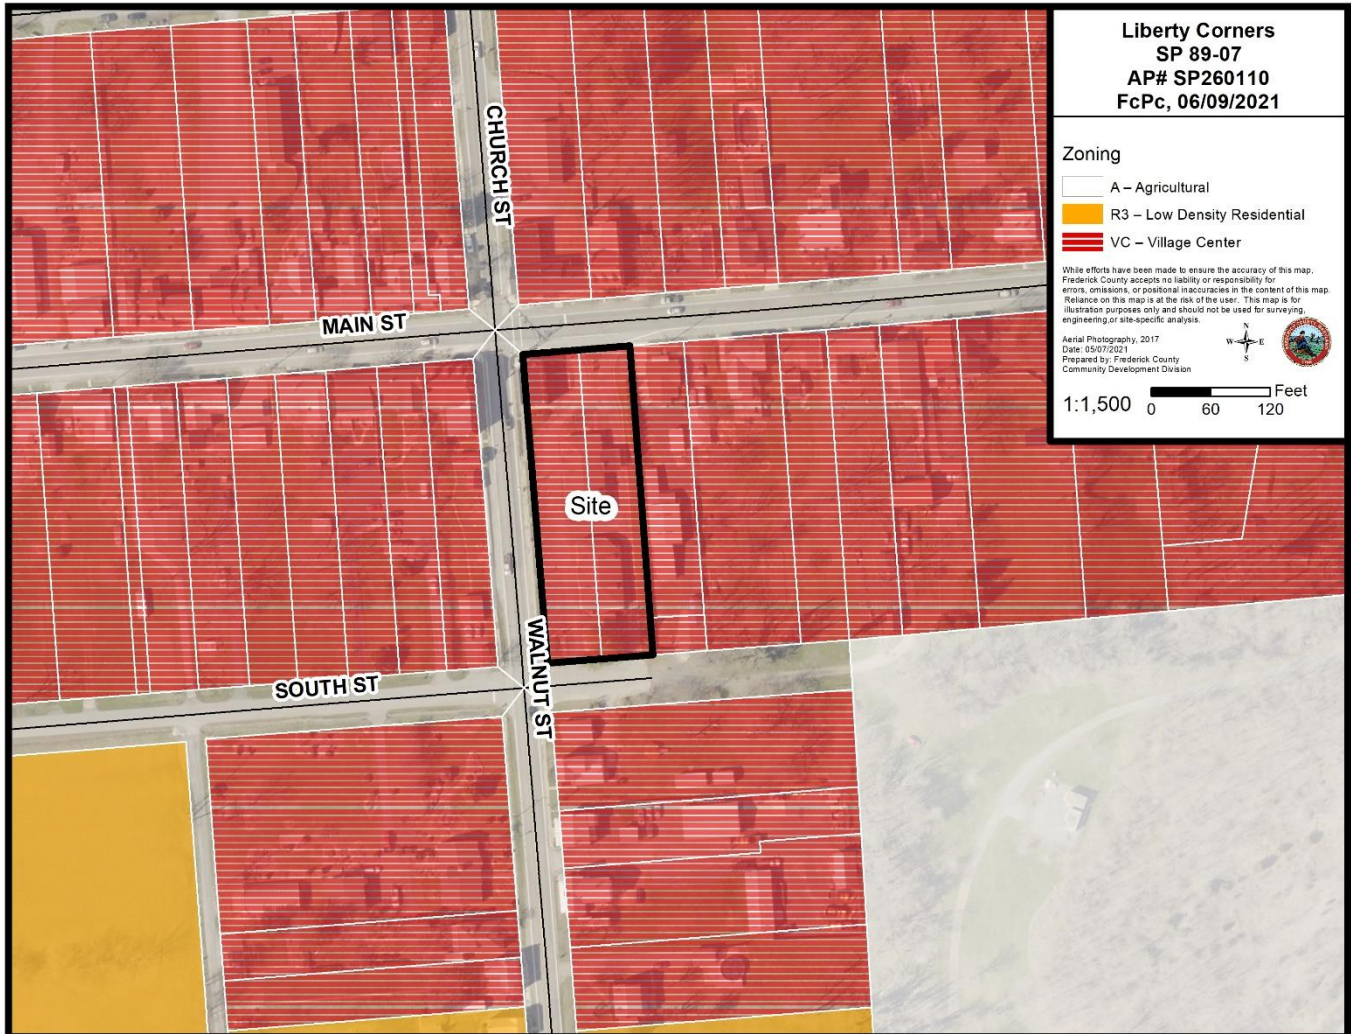 Liberty Corners
SP 89-07
AP# SP260110
FcPc, 06/09/2021
Zoning
A – Agricultural
R3 – Low Density Residential
VC – Village Center
While efforts have been made to ensure the accuracy of this map,
Frederick County accepts no liability or responsibility for
errors, omissions, or positional inaccuracies in the content of this map.
Reliance on this map is at the risk of the user. This map is for
illustration purposes only and should not be used for surveying,
engineering,or site-specific analysis.
Aerial Photography, 2017
Date: 05/07/2021
Prepared by: Frederick County
Community Development Division
N
W E
S
1:1,500
Feet
0 60 120
CHURCH ST
MAIN ST
Site
WALNUT ST
SOUTH ST